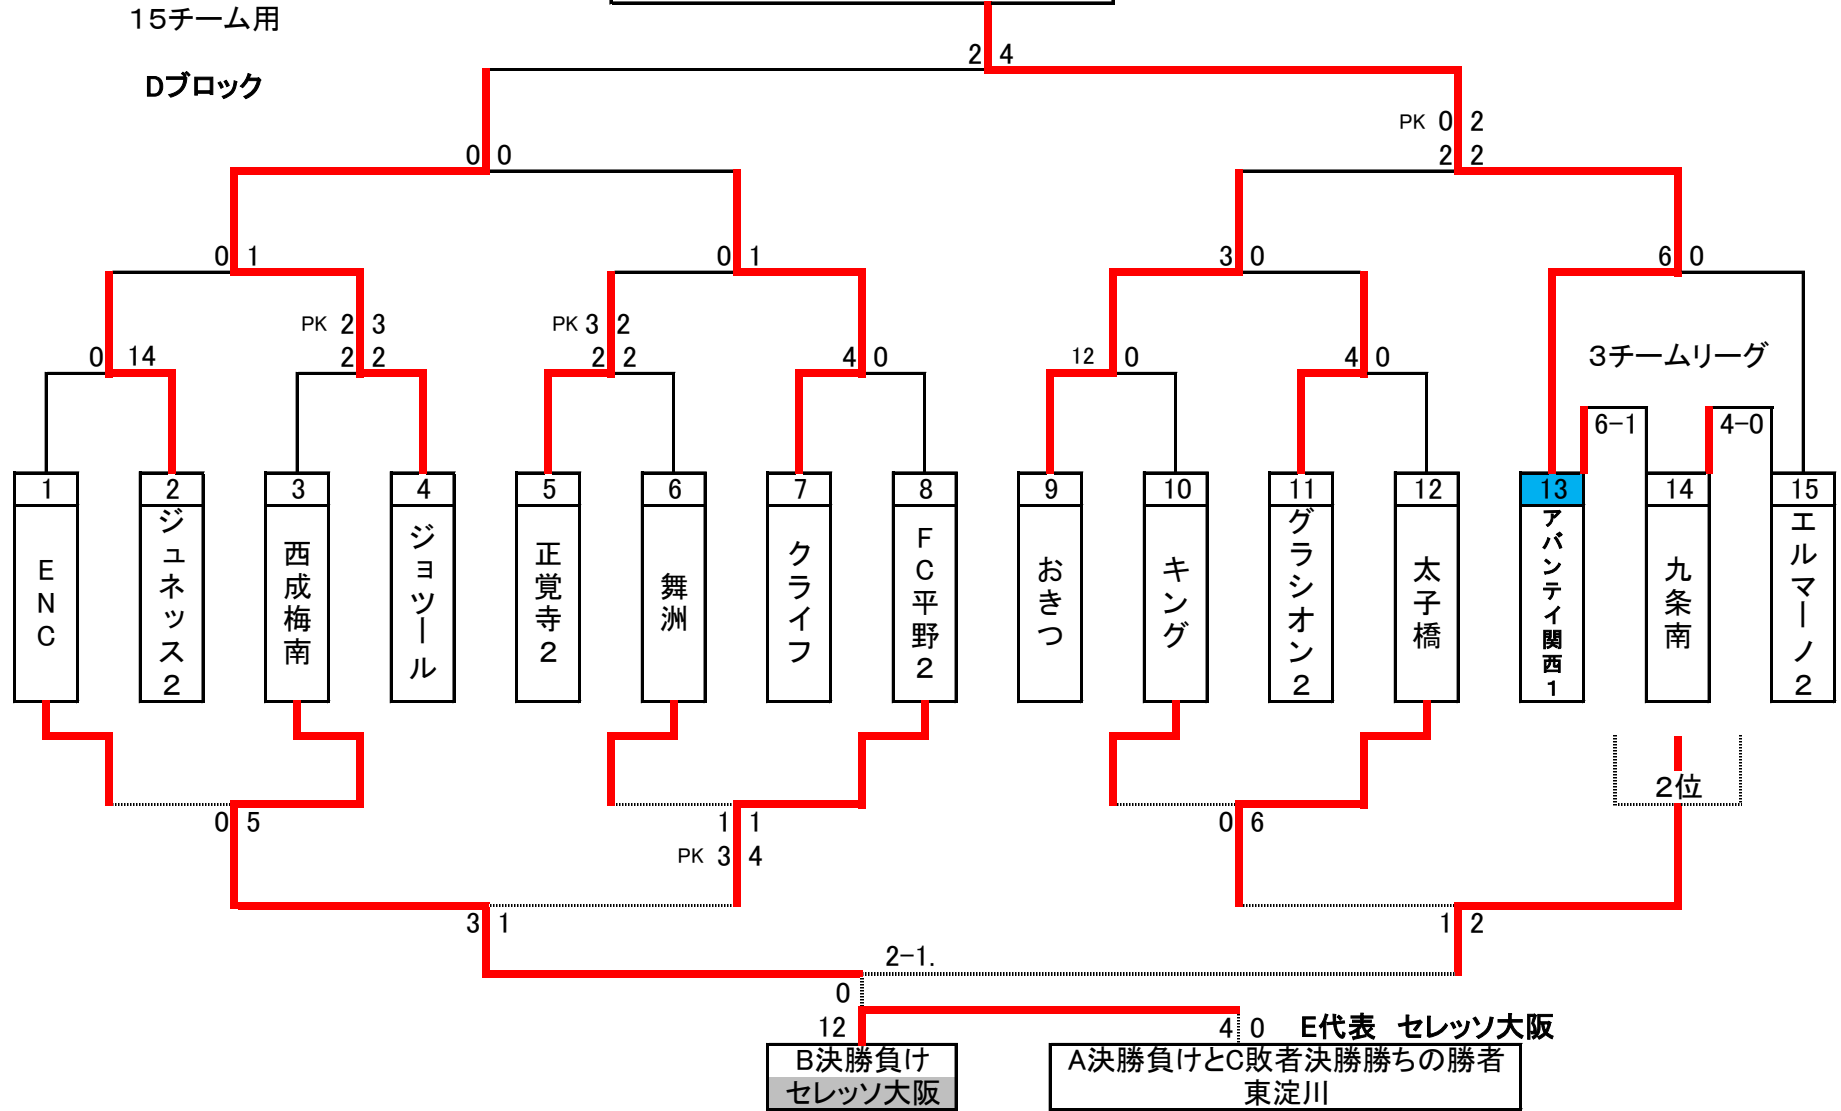 15チーム用
2 4
Dブロック
PK 0 2
0 0
2 2
0 1
0 1
3 0
6 0
PK 2 3
PK 3 2
0 14
2 2
2 2
4 0
12 0
4 0
3チームリーグ
6-1
4-0
1
2
3
4
5
6
7
8
9
10
11
12
13
14
15
ENC
ジュネッス2
西成梅南
ジョツール
正覚寺2
舞洲
クライフ
FC平野2
おきつ
キング
グラシオン2
太子橋
アバンテイ関西1
九条南
エルマーノ2
2位
0 5
1 1
0 6
PK 3 4
3 1
1 2
2-1.
0
12
4 0
E代表 セレッソ大阪
B決勝負け
セレッソ大阪
A決勝負けとC敗者決勝勝ちの勝者
東淀川